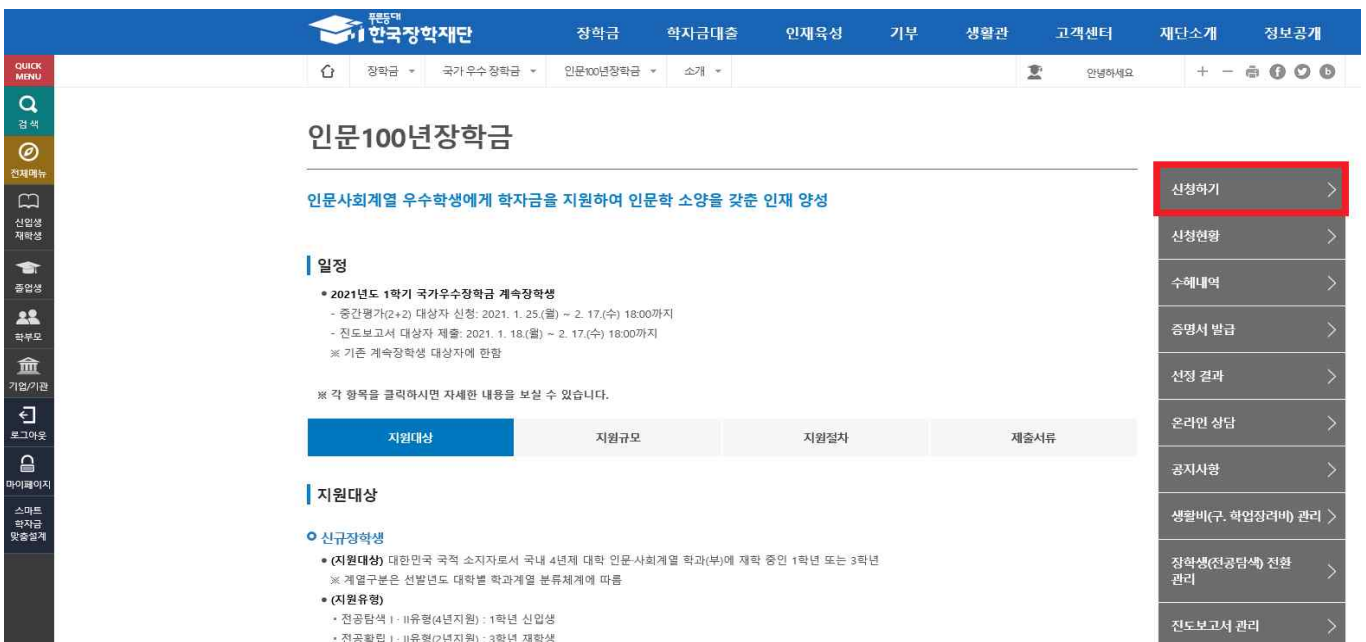 푸른등대
한국장학재단
장학금 학자금대출 인재육성 기부 생활관 고객센터 재단소개 정보공개
QUICK
MENU
장학금 국가 우수 장학금 인문100년장학금 소개
안녕하세요
검색
전체메뉴
신입생
재학생
졸업생
학부모
기업/기관
로그아웃
마이페이지
스마트
학자금
맞춤설계
인문100년장학금
인문사회계열 우수학생에게 학자금을 지원하여 인문학 소양을 갖춘 인재 양성
일정
• 2021년도 1학기 국가우수장학금 계속장학생
- 중간평가(2+2) 대상자 신청: 2021. 1. 25.(월) ~ 2. 17.(수) 18:00까지
- 진도보고서 대상자 제출: 2021. 1. 18.(월) ~ 2. 17.(수) 18:00까지
※ 기존 계속장학생 대상자에 한함
※ 각 항목을 클릭하시면 자세한 내용을 보실 수 있습니다.
지원대상 지원규모 지원절차 제출서류
지원대상
신규장학생
• (지원대상) 대한민국 국적 소지자로서 국내 4년제 대학 인문·사회계열 학과(부)에 재학 중인 1학년 또는 3학년
※ 계열구분은 선발년도 대학별 학과계열 분류체계에 따름
• (지원유형)
· 전공탐색 I · II유형(4년지원) : 1학년 신입생
· 전공확립 I · II유형(2년지원) : 3학년 재학생
신청하기
신청현황
수혜내역
증명서 발급
선정 결과
온라인 상담
공지사항
생활비(구. 학업장려비) 관리
장학생(전공탐색) 전환
관리
진도보고서 관리